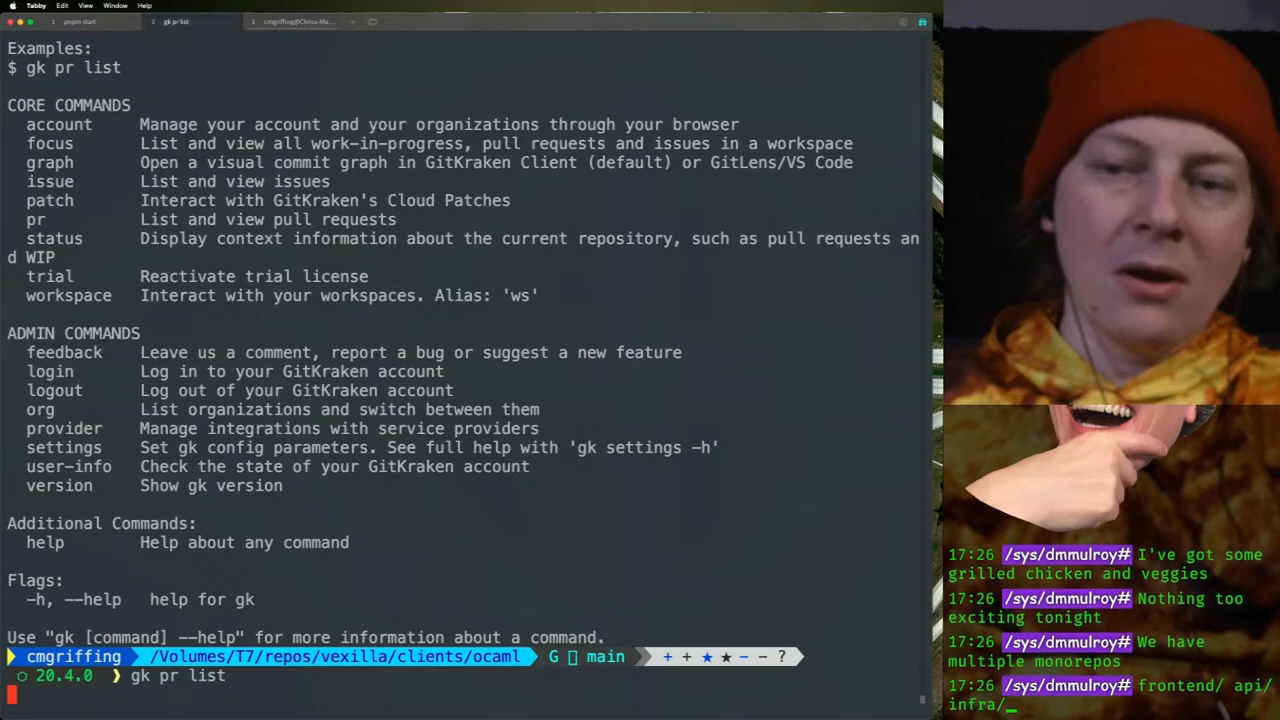 Tabby Edit View Window Help
1 pnpm start 2 gk pr list 3 cmgriffing@Chriss-Ma...
Examples:
$ gk pr list
CORE COMMANDS
account Manage your account and your organizations through your browser
focus List and view all work-in-progress, pull requests and issues in a workspace
graph Open a visual commit graph in GitKraken Client (default) or GitLens/VS Code
issue List and view issues
patch Interact with GitKraken's Cloud Patches
pr List and view pull requests
status Display context information about the current repository, such as pull requests an
d WIP
trial Reactivate trial license
workspace Interact with your workspaces. Alias: 'ws'
ADMIN COMMANDS
feedback Leave us a comment, report a bug or suggest a new feature
login Log in to your GitKraken account
logout Log out of your GitKraken account
org List organizations and switch between them
provider Manage integrations with service providers
settings Set gk config parameters. See full help with 'gk settings -h'
user-info Check the state of your GitKraken account
version Show gk version
Additional Commands:
help Help about any command
Flags:
-h, --help help for gk
Use "gk [command] --help" for more information about a command.
cmgriffing /Volumes/T7/repos/vexilla/clients/ocaml G main + + ★ ★ - - ?
20.4.0 ❯ gk pr list
17:26 /sys/dmmulroy# I've got some
grilled chicken and veggies
17:26 /sys/dmmulroy# Nothing too
exciting tonight
17:26 /sys/dmmulroy# We have
multiple monorepos
17:26 /sys/dmmulroy# frontend/ api/
infra/_